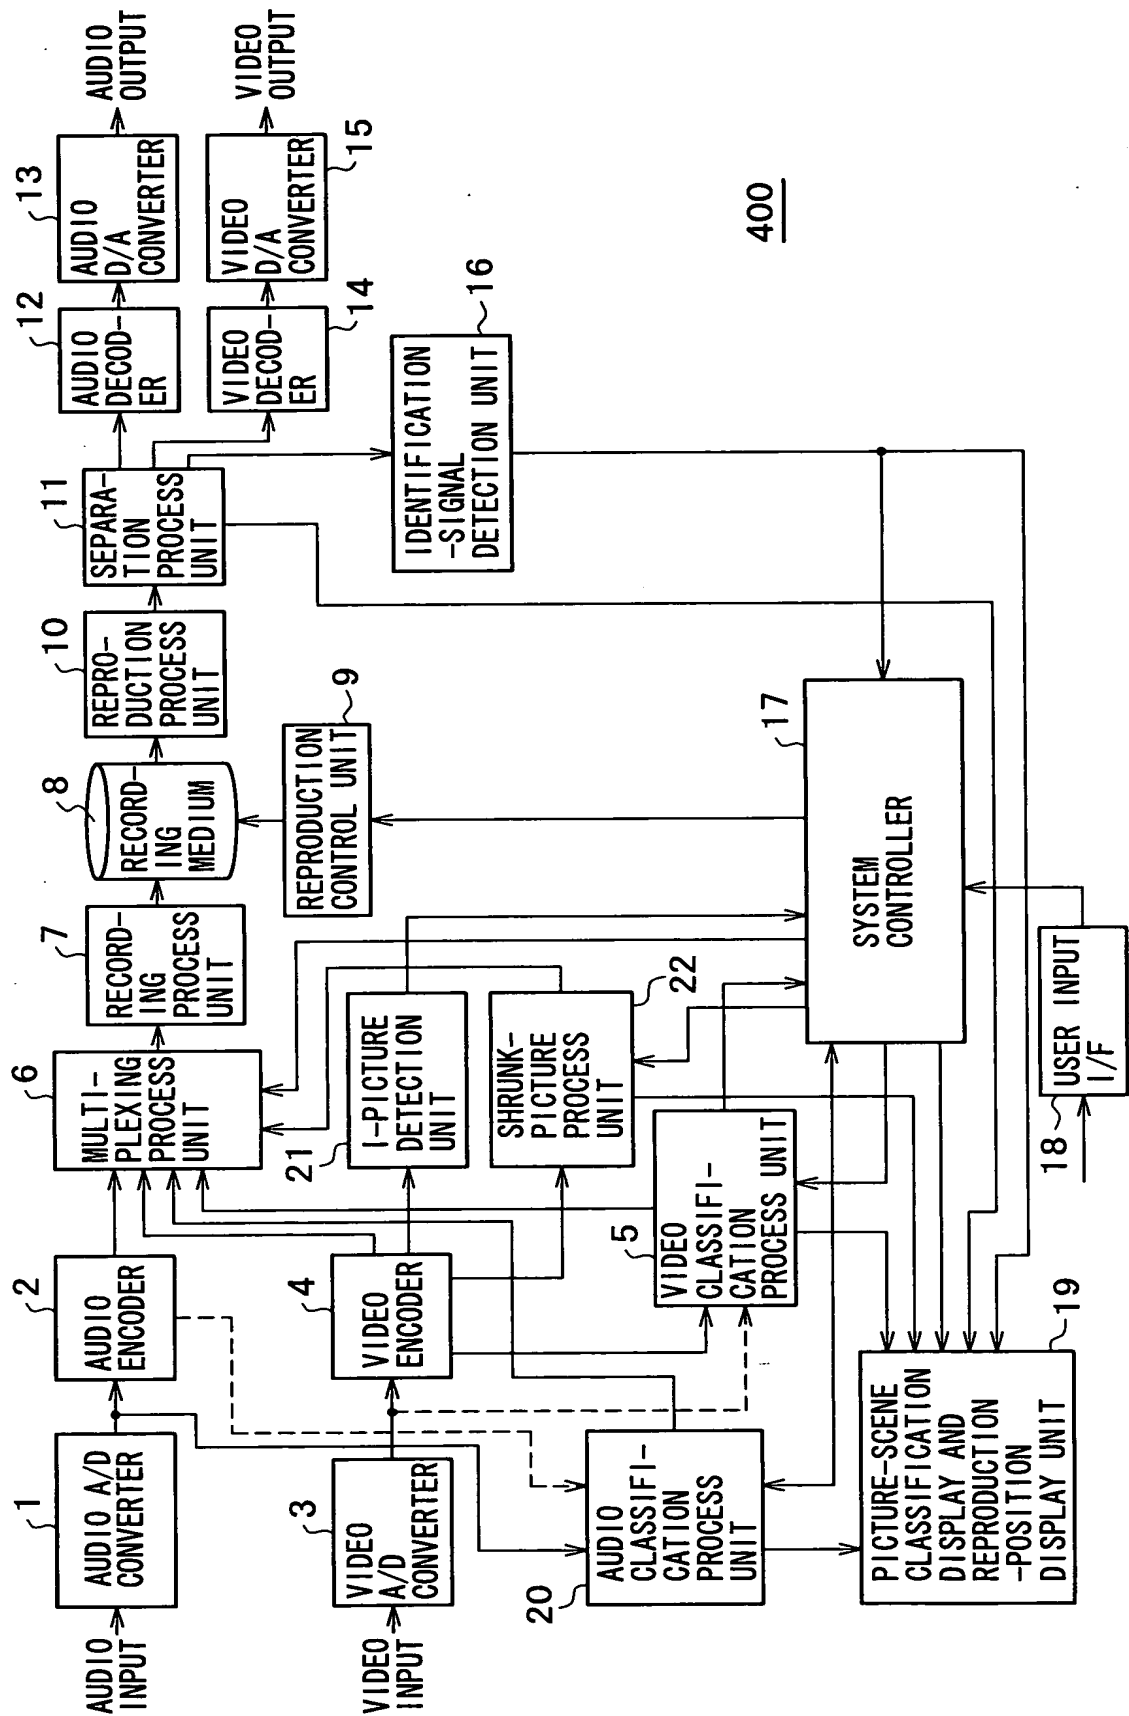 AUDIO
INPUT
1
AUDIO A/D
CONVERTER
2
AUDIO
ENCODER
6
MULTI-
PLEXING
PROCESS
UNIT
7
RECORD-
ING
PROCESS
UNIT
8
RECORD-
ING
MEDIUM
10
REPRO-
DUCTION
PROCESS
UNIT
11
SEPARA-
TION
PROCESS
UNIT
12
AUDIO
DECOD-
ER
13
AUDIO
D/A
CONVERTER
AUDIO
OUTPUT
VIDEO
DECOD-
ER
14
VIDEO
D/A
CONVERTER
15
VIDEO
OUTPUT
VIDEO
INPUT
3
VIDEO
A/D
CONVERTER
4
VIDEO
ENCODER
21
I-PICTURE
DETECTION
UNIT
9
REPRODUCTION
CONTROL UNIT
IDENTIFICATION
-SIGNAL
DETECTION UNIT
16
SHRUNK-
PICTURE
PROCESS
UNIT
22
5
VIDEO
CLASSIFI-
CATION
PROCESS UNIT
20
AUDIO
CLASSIFI-
CATION
PROCESS
UNIT
17
SYSTEM
CONTROLLER
400
PICTURE-SCENE
CLASSIFICATION
DISPLAY AND
REPRODUCTION
-POSITION
DISPLAY UNIT
19
18
USER INPUT
I/F